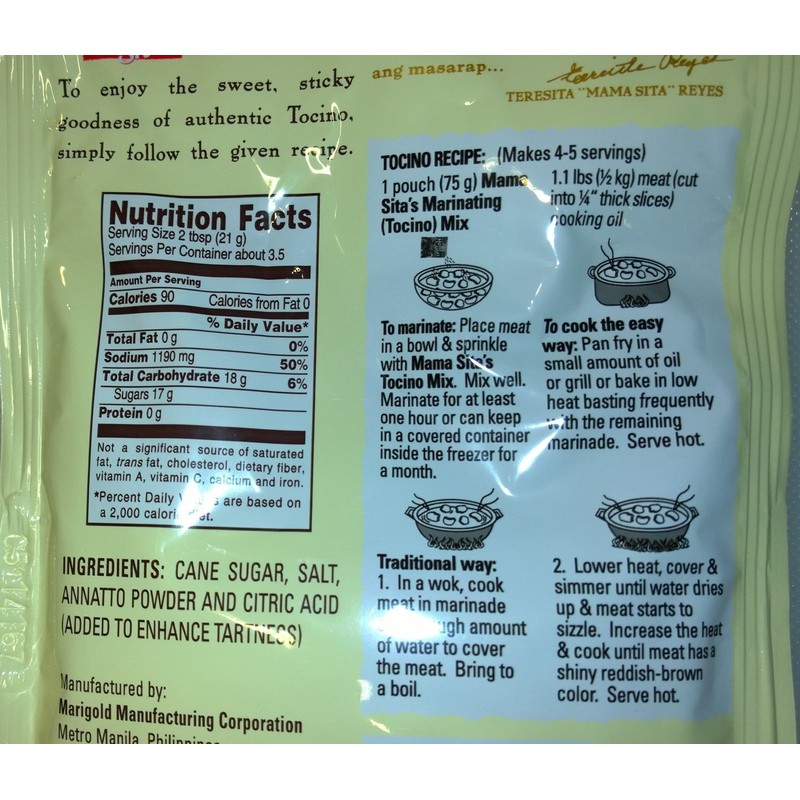 To enjoy the sweet, sticky
goodness of authentic Tocino,
simply follow the given recipe.
ang masarap...
Teresita Reyes
TERESITA "MAMA SITA" REYES
Nutrition Facts
Serving Size 2 tbsp (21 g)
Servings Per Container about 3.5
Amount Per Serving
Calories 90 Calories from Fat 0
% Daily Value*
Total Fat 0 g 0%
Sodium 1190 mg 50%
Total Carbohydrate 18 g 6%
Sugars 17 g
Protein 0 g
Not a significant source of saturated
fat, trans fat, cholesterol, dietary fiber,
vitamin A, vitamin C, calcium and iron.
*Percent Daily are based on
a 2,000 calorie diet.
INGREDIENTS: CANE SUGAR, SALT,
ANNATTO POWDER AND CITRIC ACID
(ADDED TO ENHANCE TARTNESS)
Manufactured by:
Marigold Manufacturing Corporation
Metro Manila, Philippines
TOCINO RECIPE: (Makes 4-5 servings)
1 pouch (75 g) Mama
Sita's Marinating
(Tocino) Mix
1.1 lbs (½ kg) meat (cut
into ¼" thick slices)
cooking oil
To marinate: Place meat
in a bowl & sprinkle
with Mama Sita's
Tocino Mix. Mix well.
Marinate for at least
one hour or can keep
in a covered container
inside the freezer for
a month.
To cook the easy
way: Pan fry in a
small amount of oil
or grill or bake in low
heat basting frequently
with the remaining
marinade. Serve hot.
Traditional way:
1. In a wok, cook
meat in marinade
amount
of water to cover
the meat. Bring to
a boil.
2. Lower heat, cover &
simmer until water dries
up & meat starts to
sizzle. Increase the heat
& cook until meat has a
shiny reddish-brown
color. Serve hot.